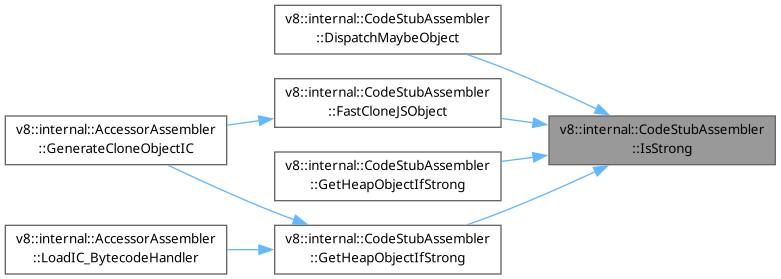 v8::internal::CodeStubAssembler
::DispatchMaybeObject
v8::internal::CodeStubAssembler
::FastCloneJSObject
v8::internal::AccessorAssembler
::GenerateCloneObjectIC
v8::internal::CodeStubAssembler
::IsStrong
v8::internal::CodeStubAssembler
::GetHeapObjectIfStrong
v8::internal::AccessorAssembler
::LoadIC_BytecodeHandler
v8::internal::CodeStubAssembler
::GetHeapObjectIfStrong